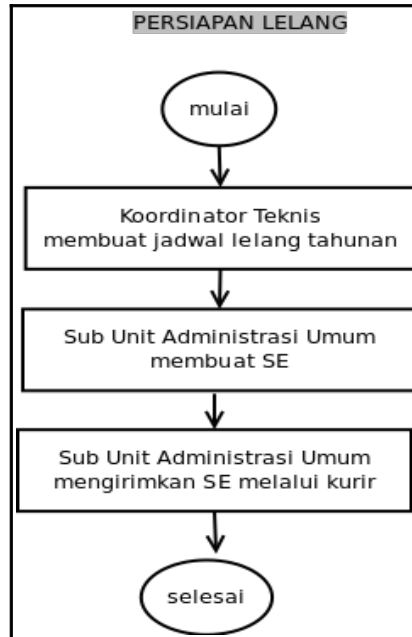 PERSIAPAN LELANG
mulai
Koordinator Teknis
membuat jadwal lelang tahunan
Sub Unit Administrasi Umum
membuat SE
Sub Unit Administrasi Umum
mengirimkan SE melalui kurir
selesai